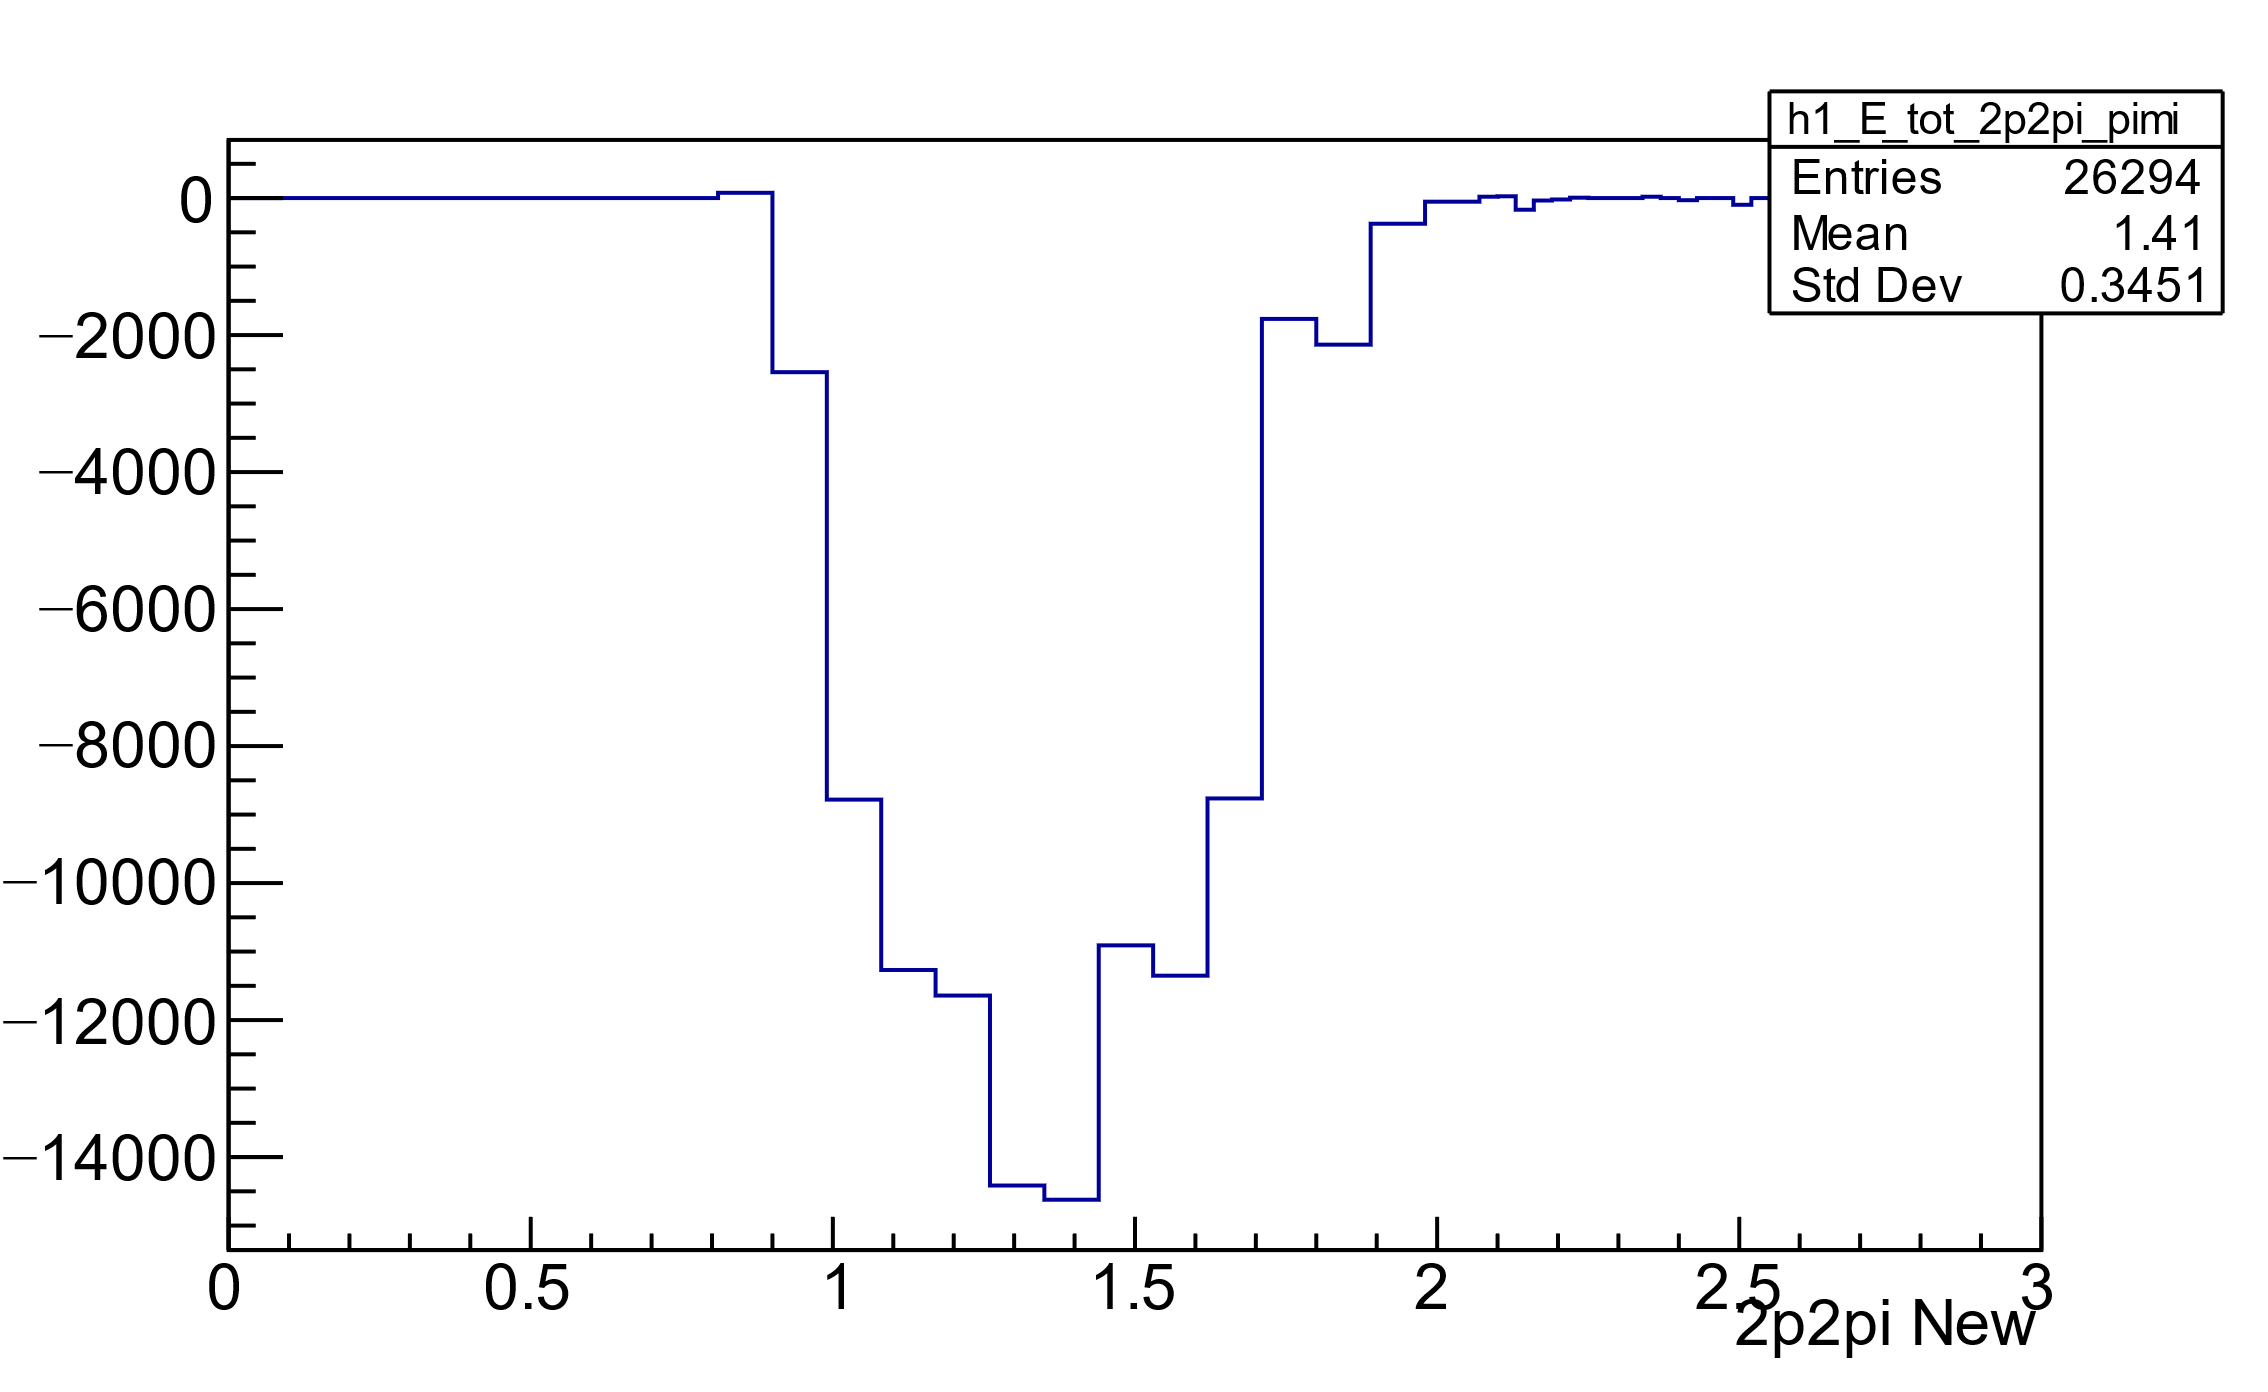 h1_E_tot_2p2pi_pimi
Entries 26294
Mean 1.41
Std Dev 0.3451
0
−2000
−4000
−6000
−8000
−10000
−12000
−14000
0 0.5 1 1.5 2 2.5 3
2p2pi New